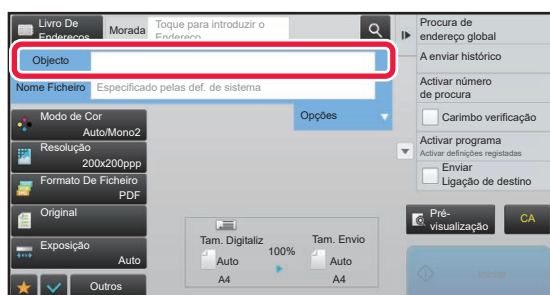 Livro De
Endereços
Morada
Toque para introduzir o
Endereço
Objecto
Nome Ficheiro
Especificado pelas def. de sistema
Opções
Modo de Cor
Auto/Mono2
Resolução
200x200ppp
Formato De Ficheiro
PDF
Original
Exposição
Auto
Outros
Tam. Digitaliz
Auto
A4
100%
Tam. Envio
Auto
A4
Procura de
endereço global
A enviar histórico
Activar número
de procura
Carimbo verificação
Activar programa
Activar definições registadas
Enviar
Ligação de destino
Pré-
visualização
CA
Iniciar